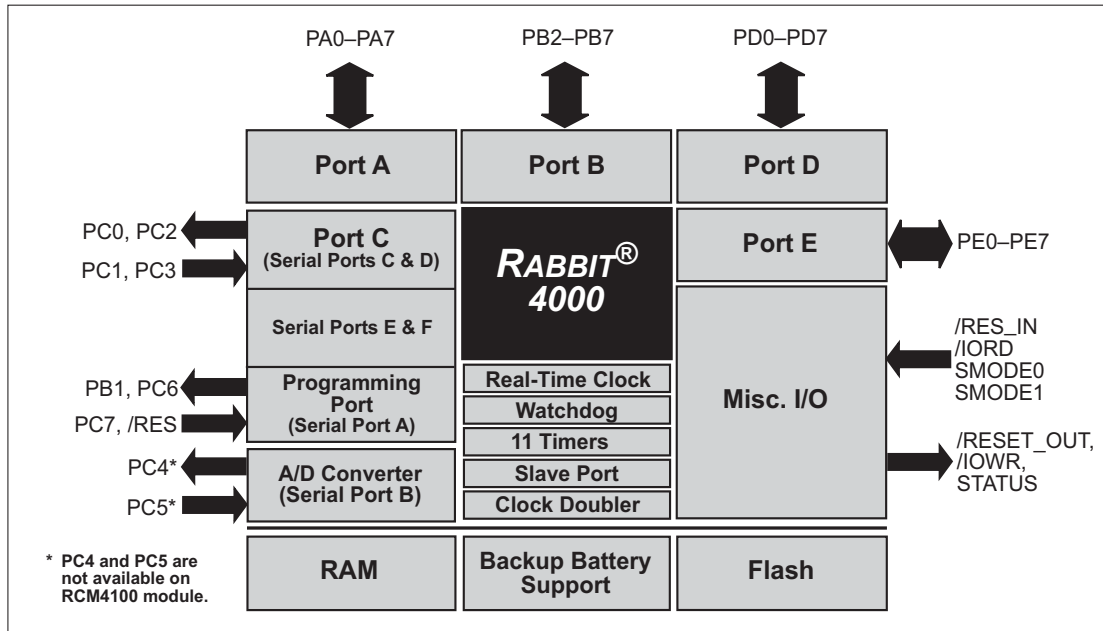 PA0–PA7
PB2–PB7
PD0–PD7
Port A
Port B
Port D
PC0, PC2
PC1, PC3
Port C
(Serial Ports C & D)
Serial Ports E & F
PB1, PC6
PC7, /RES
Programming
Port
(Serial Port A)
PC4*
PC5*
A/D Converter
(Serial Port B)
RABBIT®
4000
Real-Time Clock
Watchdog
11 Timers
Slave Port
Clock Doubler
Port E
PE0–PE7
Misc. I/O
/RES_IN
/IORD
SMODE0
SMODE1
/RESET_OUT,
/IOWR,
STATUS
* PC4 and PC5 are
not available on
RCM4100 module.
RAM
Backup Battery
Support
Flash